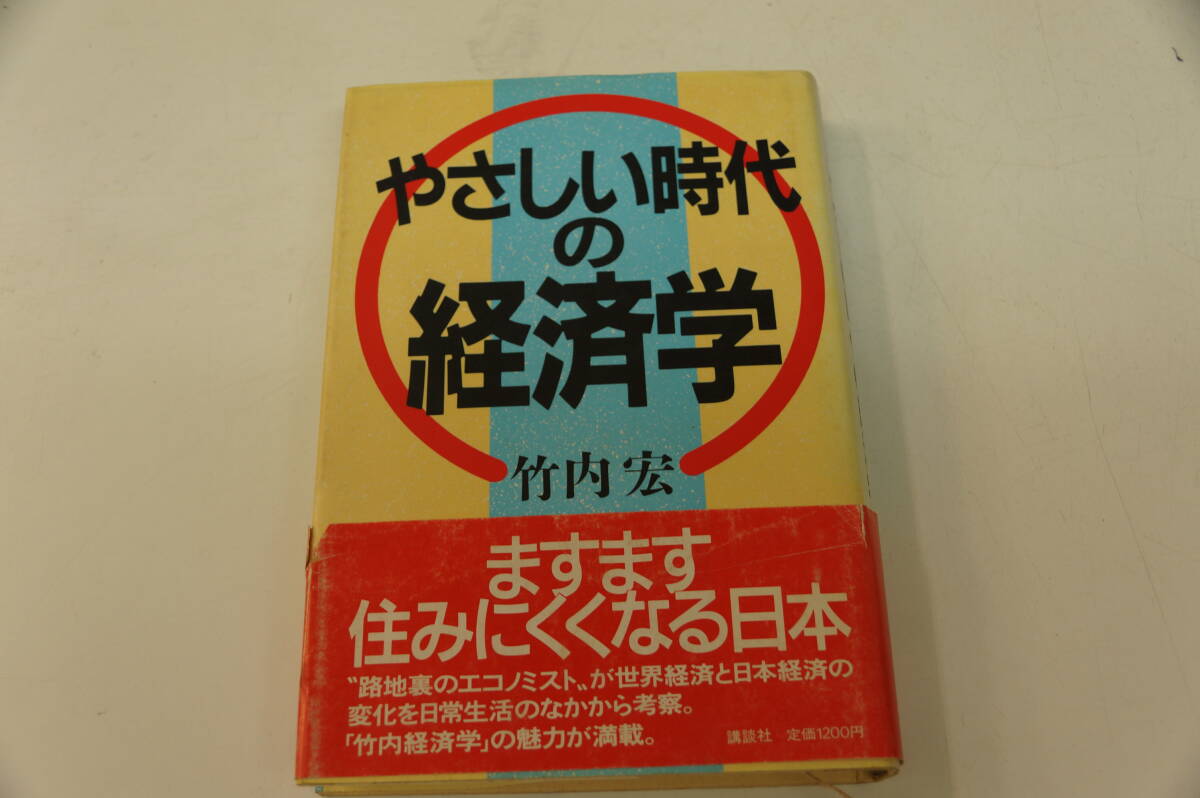 やさしい時代
の
経済学
竹内 宏
ますます
住みにくくなる日本
〝路地裏のエコノミスト〟が世界経済と日本経済の
変化を日常生活のなかから考察。
「竹内経済学」の魅力が満載。
講談社 定価1200円